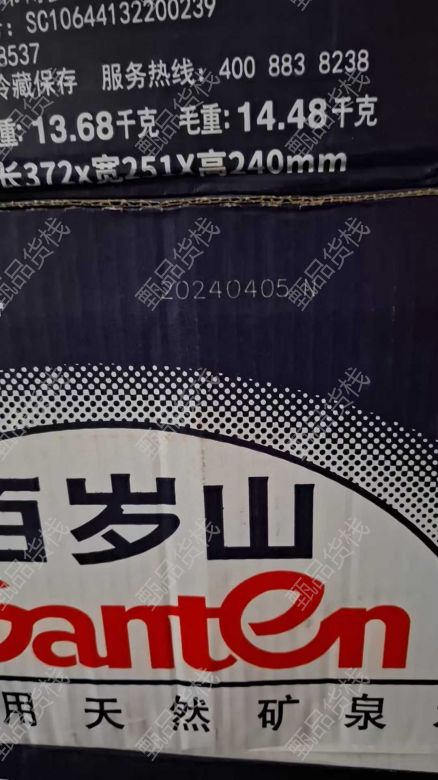 SC10644132200239
8537
冷藏保存 服务热线: 400 883 8238
重: 13.68千克 毛重: 14.48千克
长372x宽251X高240mm
20240405 N
百岁山
Ganten
用天然矿泉
甄品货栈